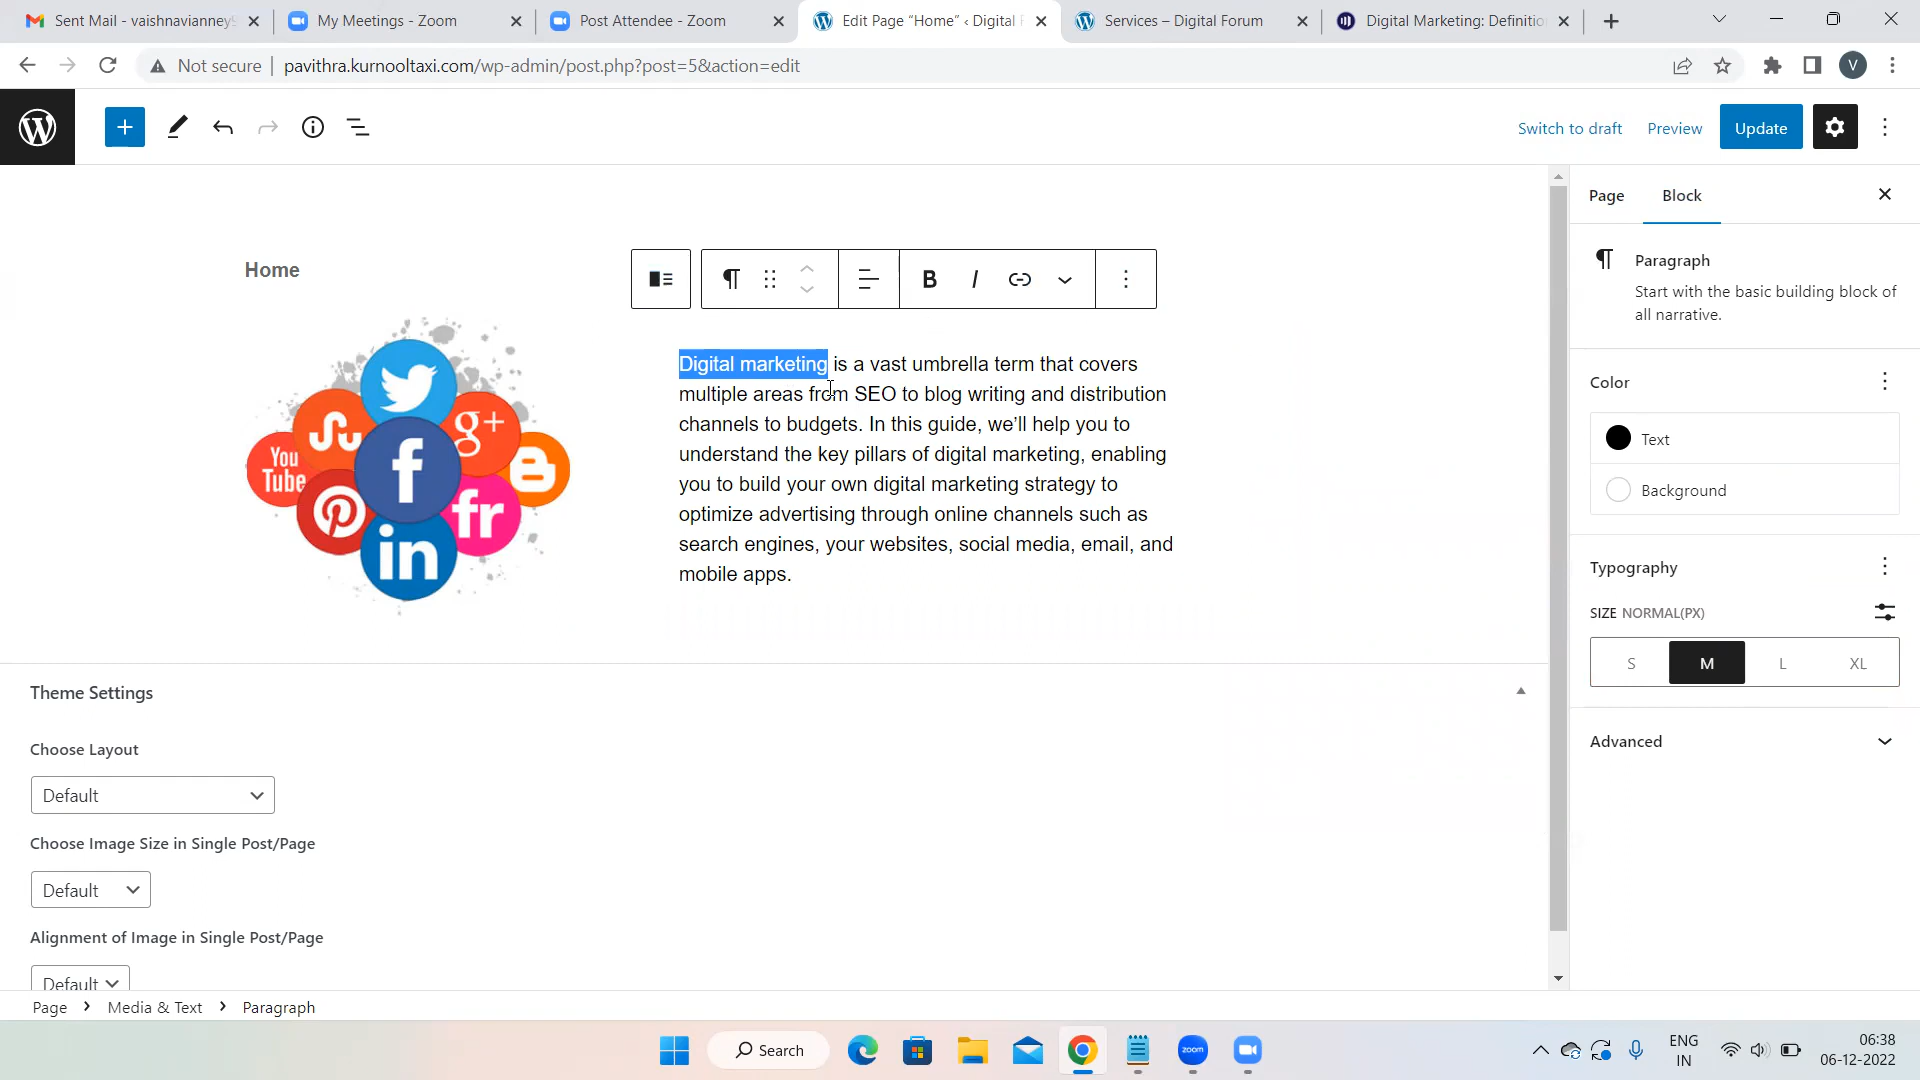 Sent Mail - vaishnavianney
My Meetings - Zoom
Post Attendee - Zoom
Edit Page “Home” ‹ Digital F
Services – Digital Forum
Digital Marketing: Definitio
Not secure
pavithra.kurnooltaxi.com/wp-admin/post.php?post=5&action=edit
V
Switch to draft
Preview
Update
Page
Block
Home
B
I
Paragraph
Start with the basic building block of
all narrative.
You
Tube
g+
f
fr
in
Digital marketing is a vast umbrella term that covers
multiple areas from SEO to blog writing and distribution
channels to budgets. In this guide, we’ll help you to
understand the key pillars of digital marketing, enabling
you to build your own digital marketing strategy to
optimize advertising through online channels such as
search engines, your websites, social media, email, and
mobile apps.
Color
Text
Background
Typography
SIZE NORMAL(PX)
S
M
L
XL
Advanced
Theme Settings
Choose Layout
Default
Choose Image Size in Single Post/Page
Default
Alignment of Image in Single Post/Page
Default
Page
Media & Text
Paragraph
Search
zoom
ENG
IN
06:38
06-12-2022